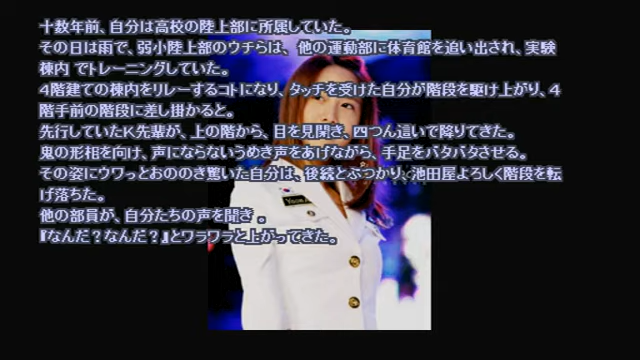 十数年前、自分は高校の陸上部に所属していた。
その日は雨で、弱小陸上部のウチらは、 他の運動部に体育館を追い出され、実験
棟内 でトレーニングしていた。
４階建ての棟内をリレーするコトになり、タッチを受けた自分が階段を駆け上がり、４
階手前の階段に差し掛かると。
先行していたＫ先輩が、上の階から、目を見開き、四つん這いで降りてきた。
鬼の形相を向け、声にならないうめき声をあげながら、手足をバタバタさせる。
その姿にウワっとおののき驚いた自分は、後続とぶつかり、池田屋よろしく階段を転
げ落ちた。
他の部員が、自分たちの声を聞き 。
『なんだ？なんだ？』とワラワラと上がってきた。